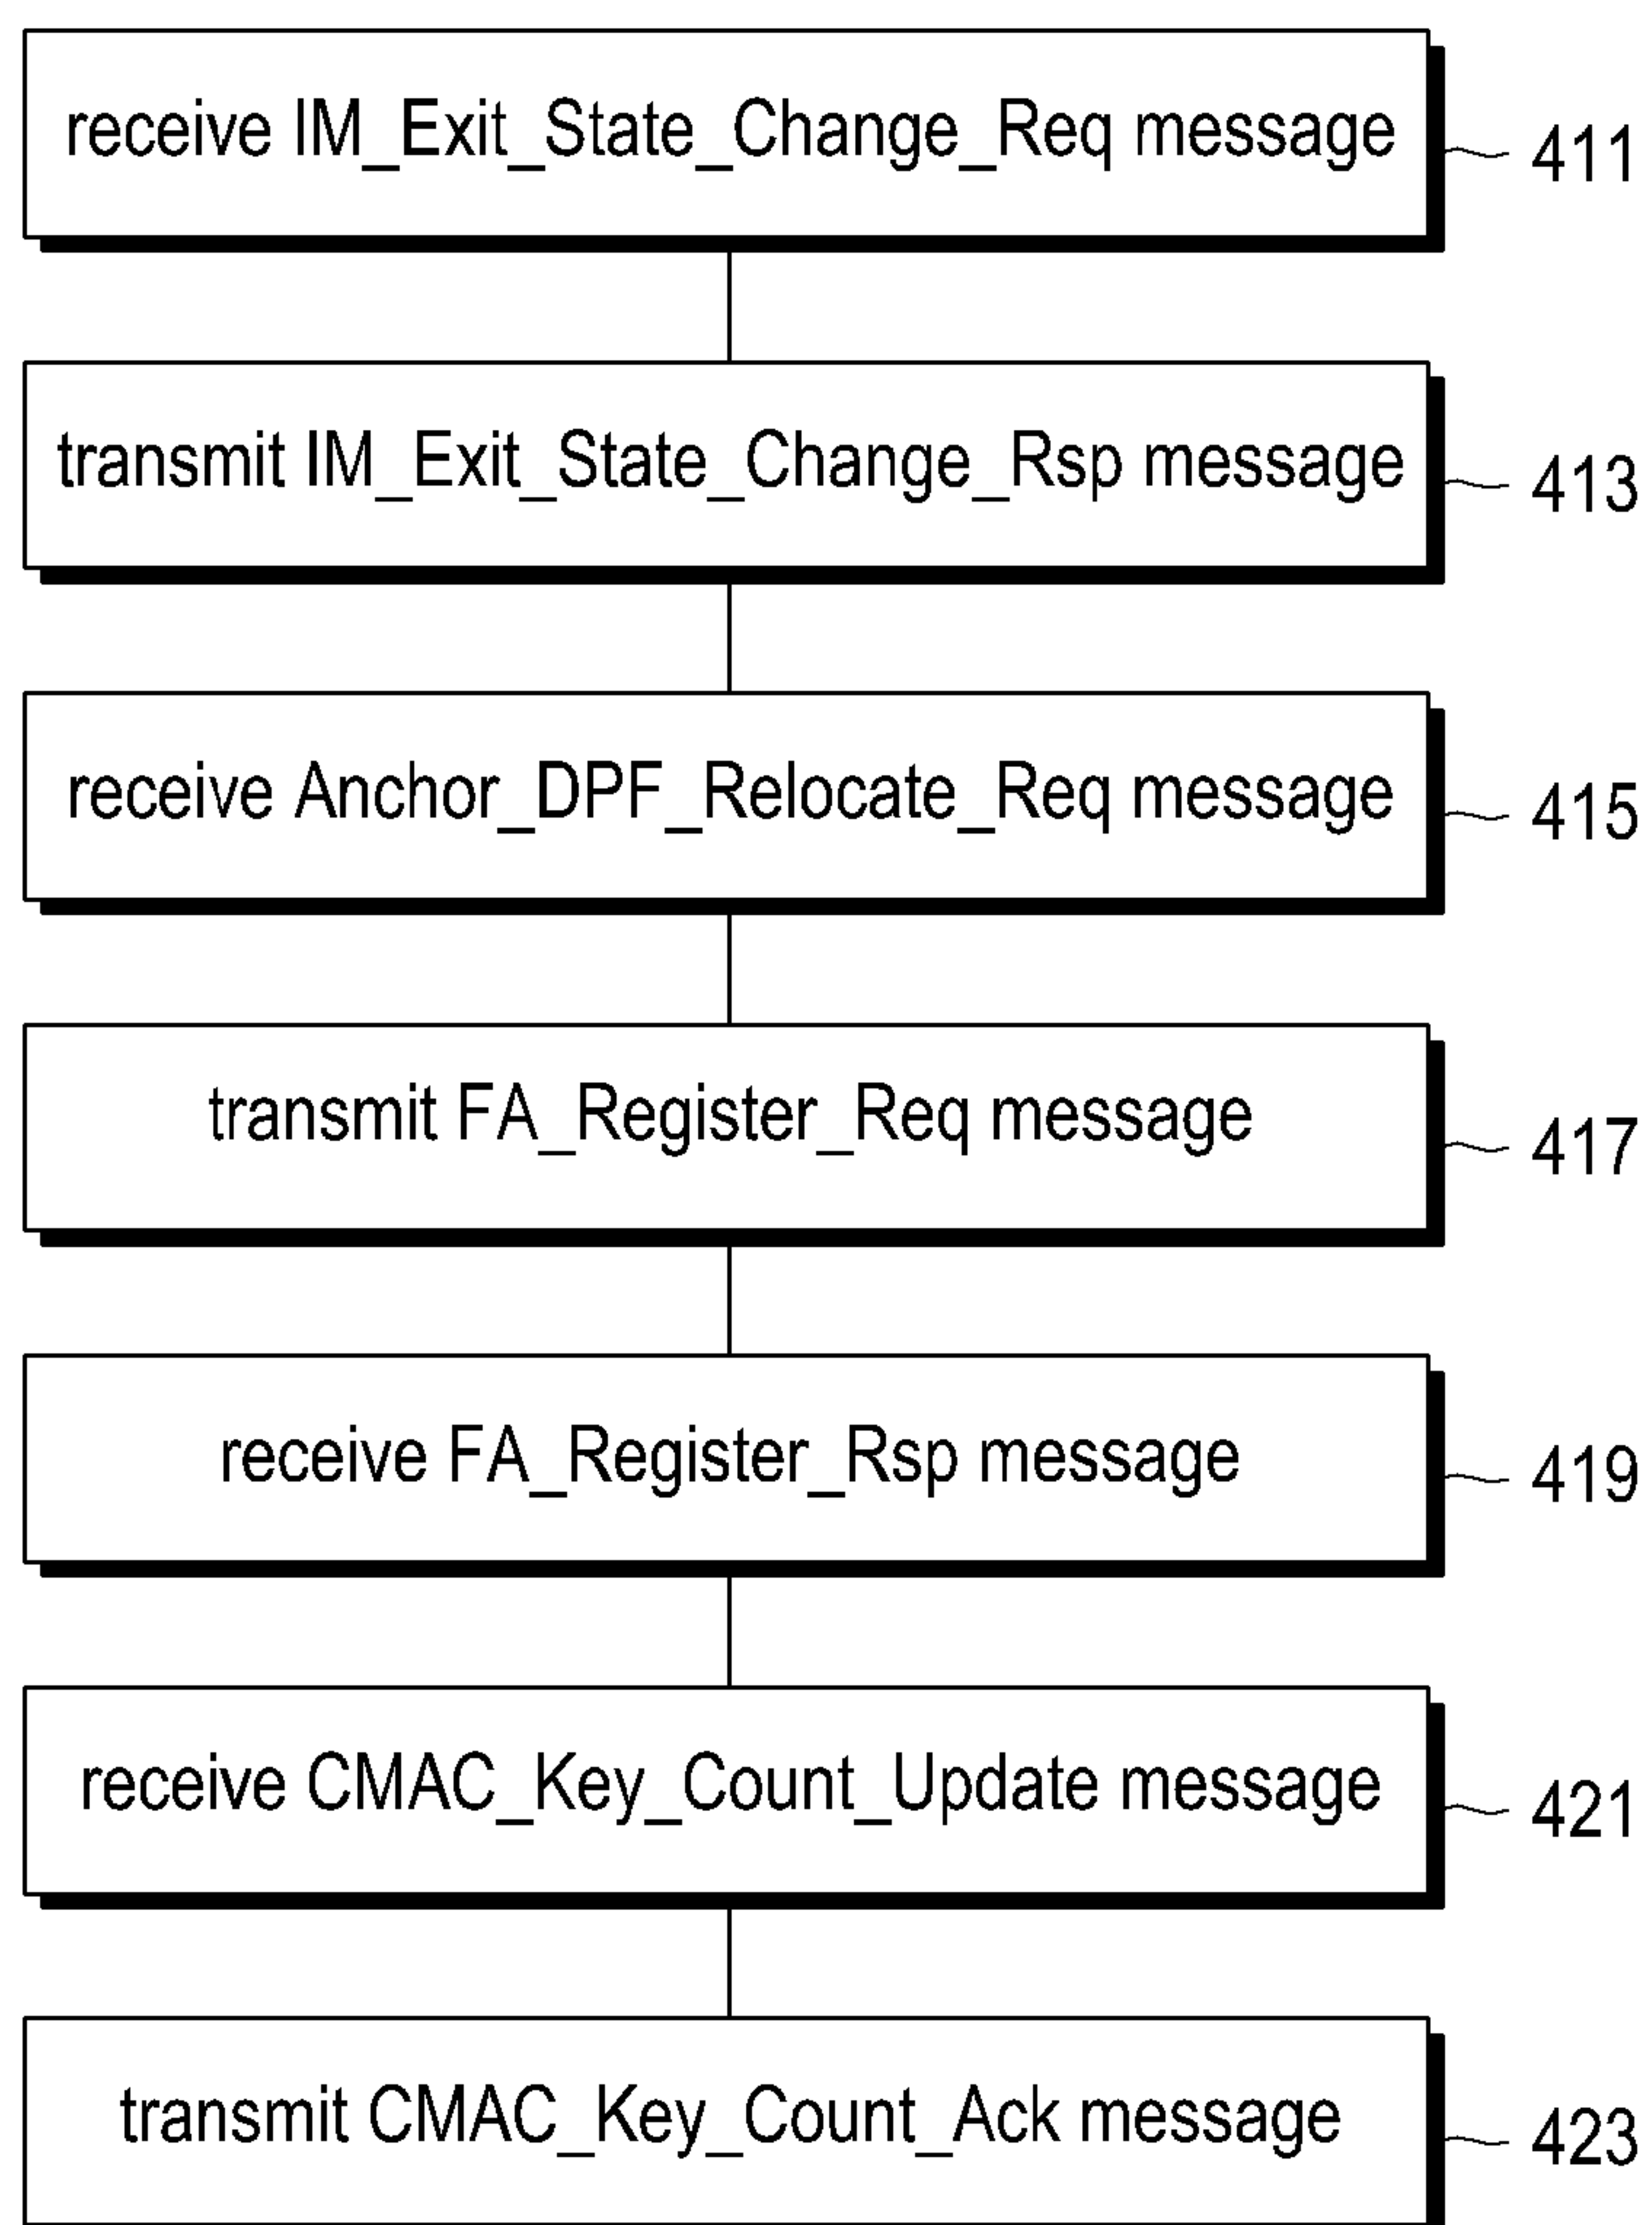 receive IM_Exit_State_Change_Req message
411
transmit IM_Exit_State_Change_Rsp message
413
receive Anchor_DPF_Relocate_Req message
415
transmit FA_Register_Req message
417
receive FA_Register_Rsp message
419
receive CMAC_Key_Count_Update message
421
transmit CMAC_Key_Count_Ack message
423